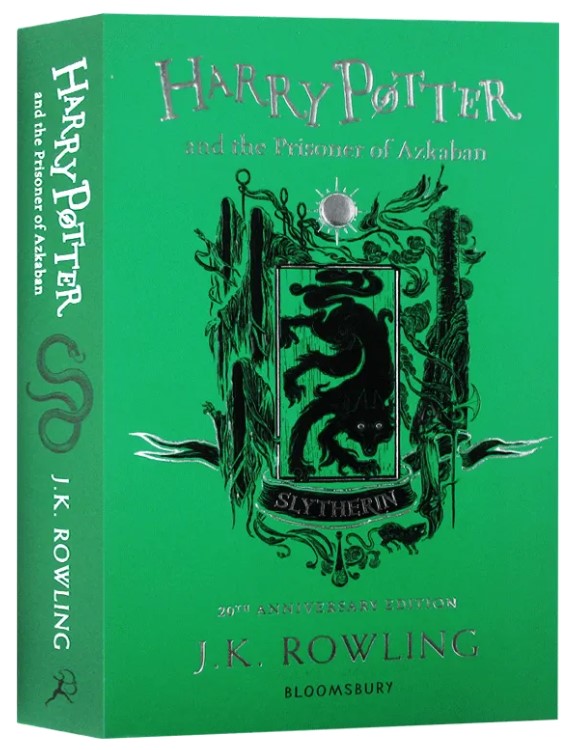 HARRY POTTER
and the Prisoner of Azkaban
J.K. ROWLING
HARRY POTTER
and the Prisoner of Azkaban
SLYTHERIN
20TH ANNIVERSARY EDITION
J.K. ROWLING
BLOOMSBURY